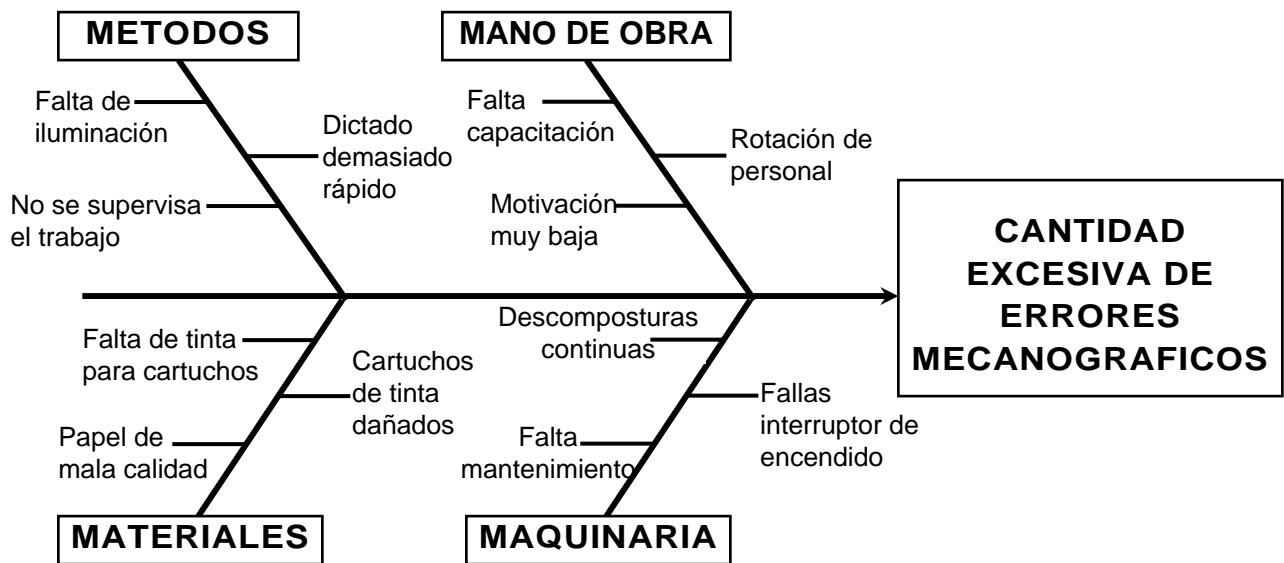 METODOS
MANO DE OBRA
Falta de
iluminación
Dictado
demasiado
rápido
No se supervisa
el trabajo
Falta
capacitación
Rotación de
personal
Motivación
muy baja
CANTIDAD
EXCESIVA DE
ERRORES
MECANOGRAFICOS
Falta de tinta
para cartuchos
Cartuchos
de tinta
dañados
Papel de
mala calidad
Descomposturas
continuas
Fallas
interruptor de
encendido
Falta
mantenimiento
MATERIALES
MAQUINARIA